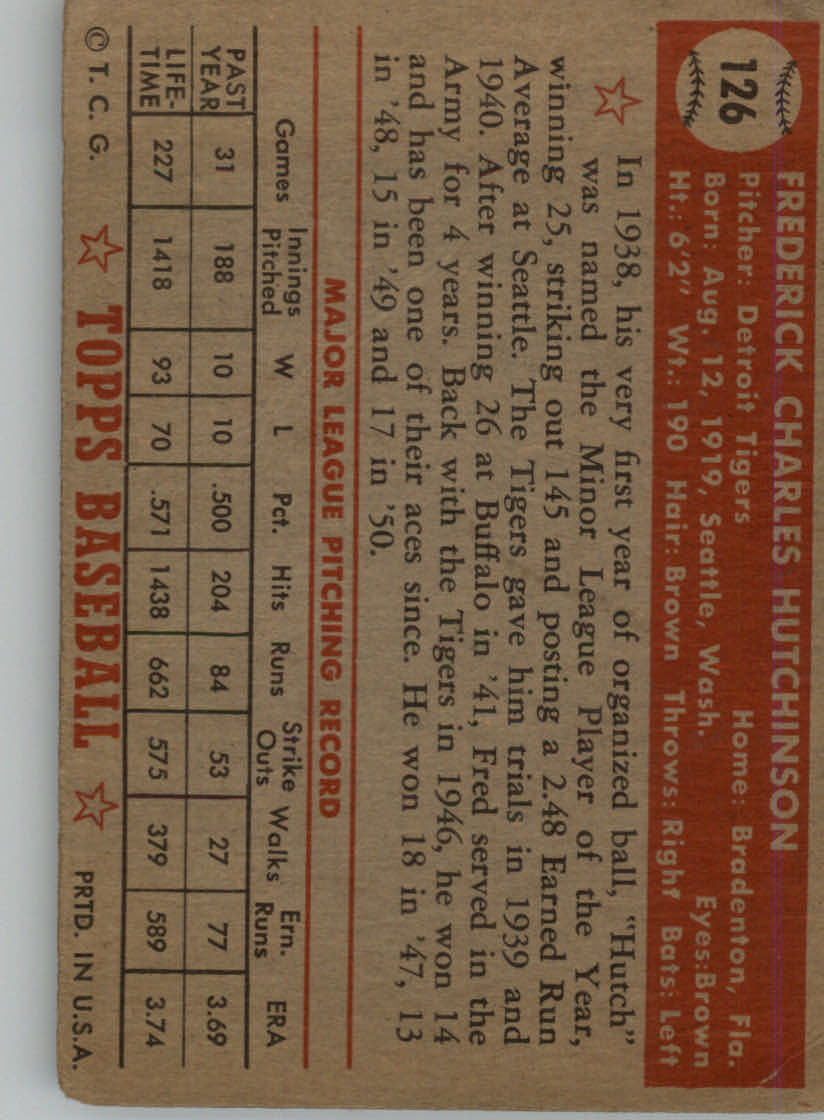 126
FREDERICK CHARLES HUTCHINSON
Pitcher: Detroit Tigers Home: Bradenton, Fla.
Born: Aug. 12, 1919, Seattle, Wash. Eyes:Brown
Ht.: 6'2" Wt.: 190 Hair: Brown Throws: Right Bats: Left
In 1938, his very first year of organized ball, "Hutch"
was named the Minor League Player of the Year,
winning 25, striking out 145 and posting a 2.48 Earned Run
Average at Seattle. The Tigers gave him trials in 1939 and
1940. After winning 26 at Buffalo in '41, Fred served in the
Army for 4 years. Back with the Tigers in 1946, he won 14
and has been one of their aces since. He won 18 in '47, 13
in '48, 15 in '49 and 17 in '50.
MAJOR LEAGUE PITCHING RECORD
Games Innings Pitched W L Pct. Hits Runs Strike Outs Walks Ern. Runs ERA
PAST YEAR 31 188 10 10 .500 204 84 53 27 77 3.69
LIFE-TIME 227 1418 93 70 .571 1438 662 575 379 589 3.74
© T. C. G. TOPPS BASEBALL PRTD. IN U.S.A.